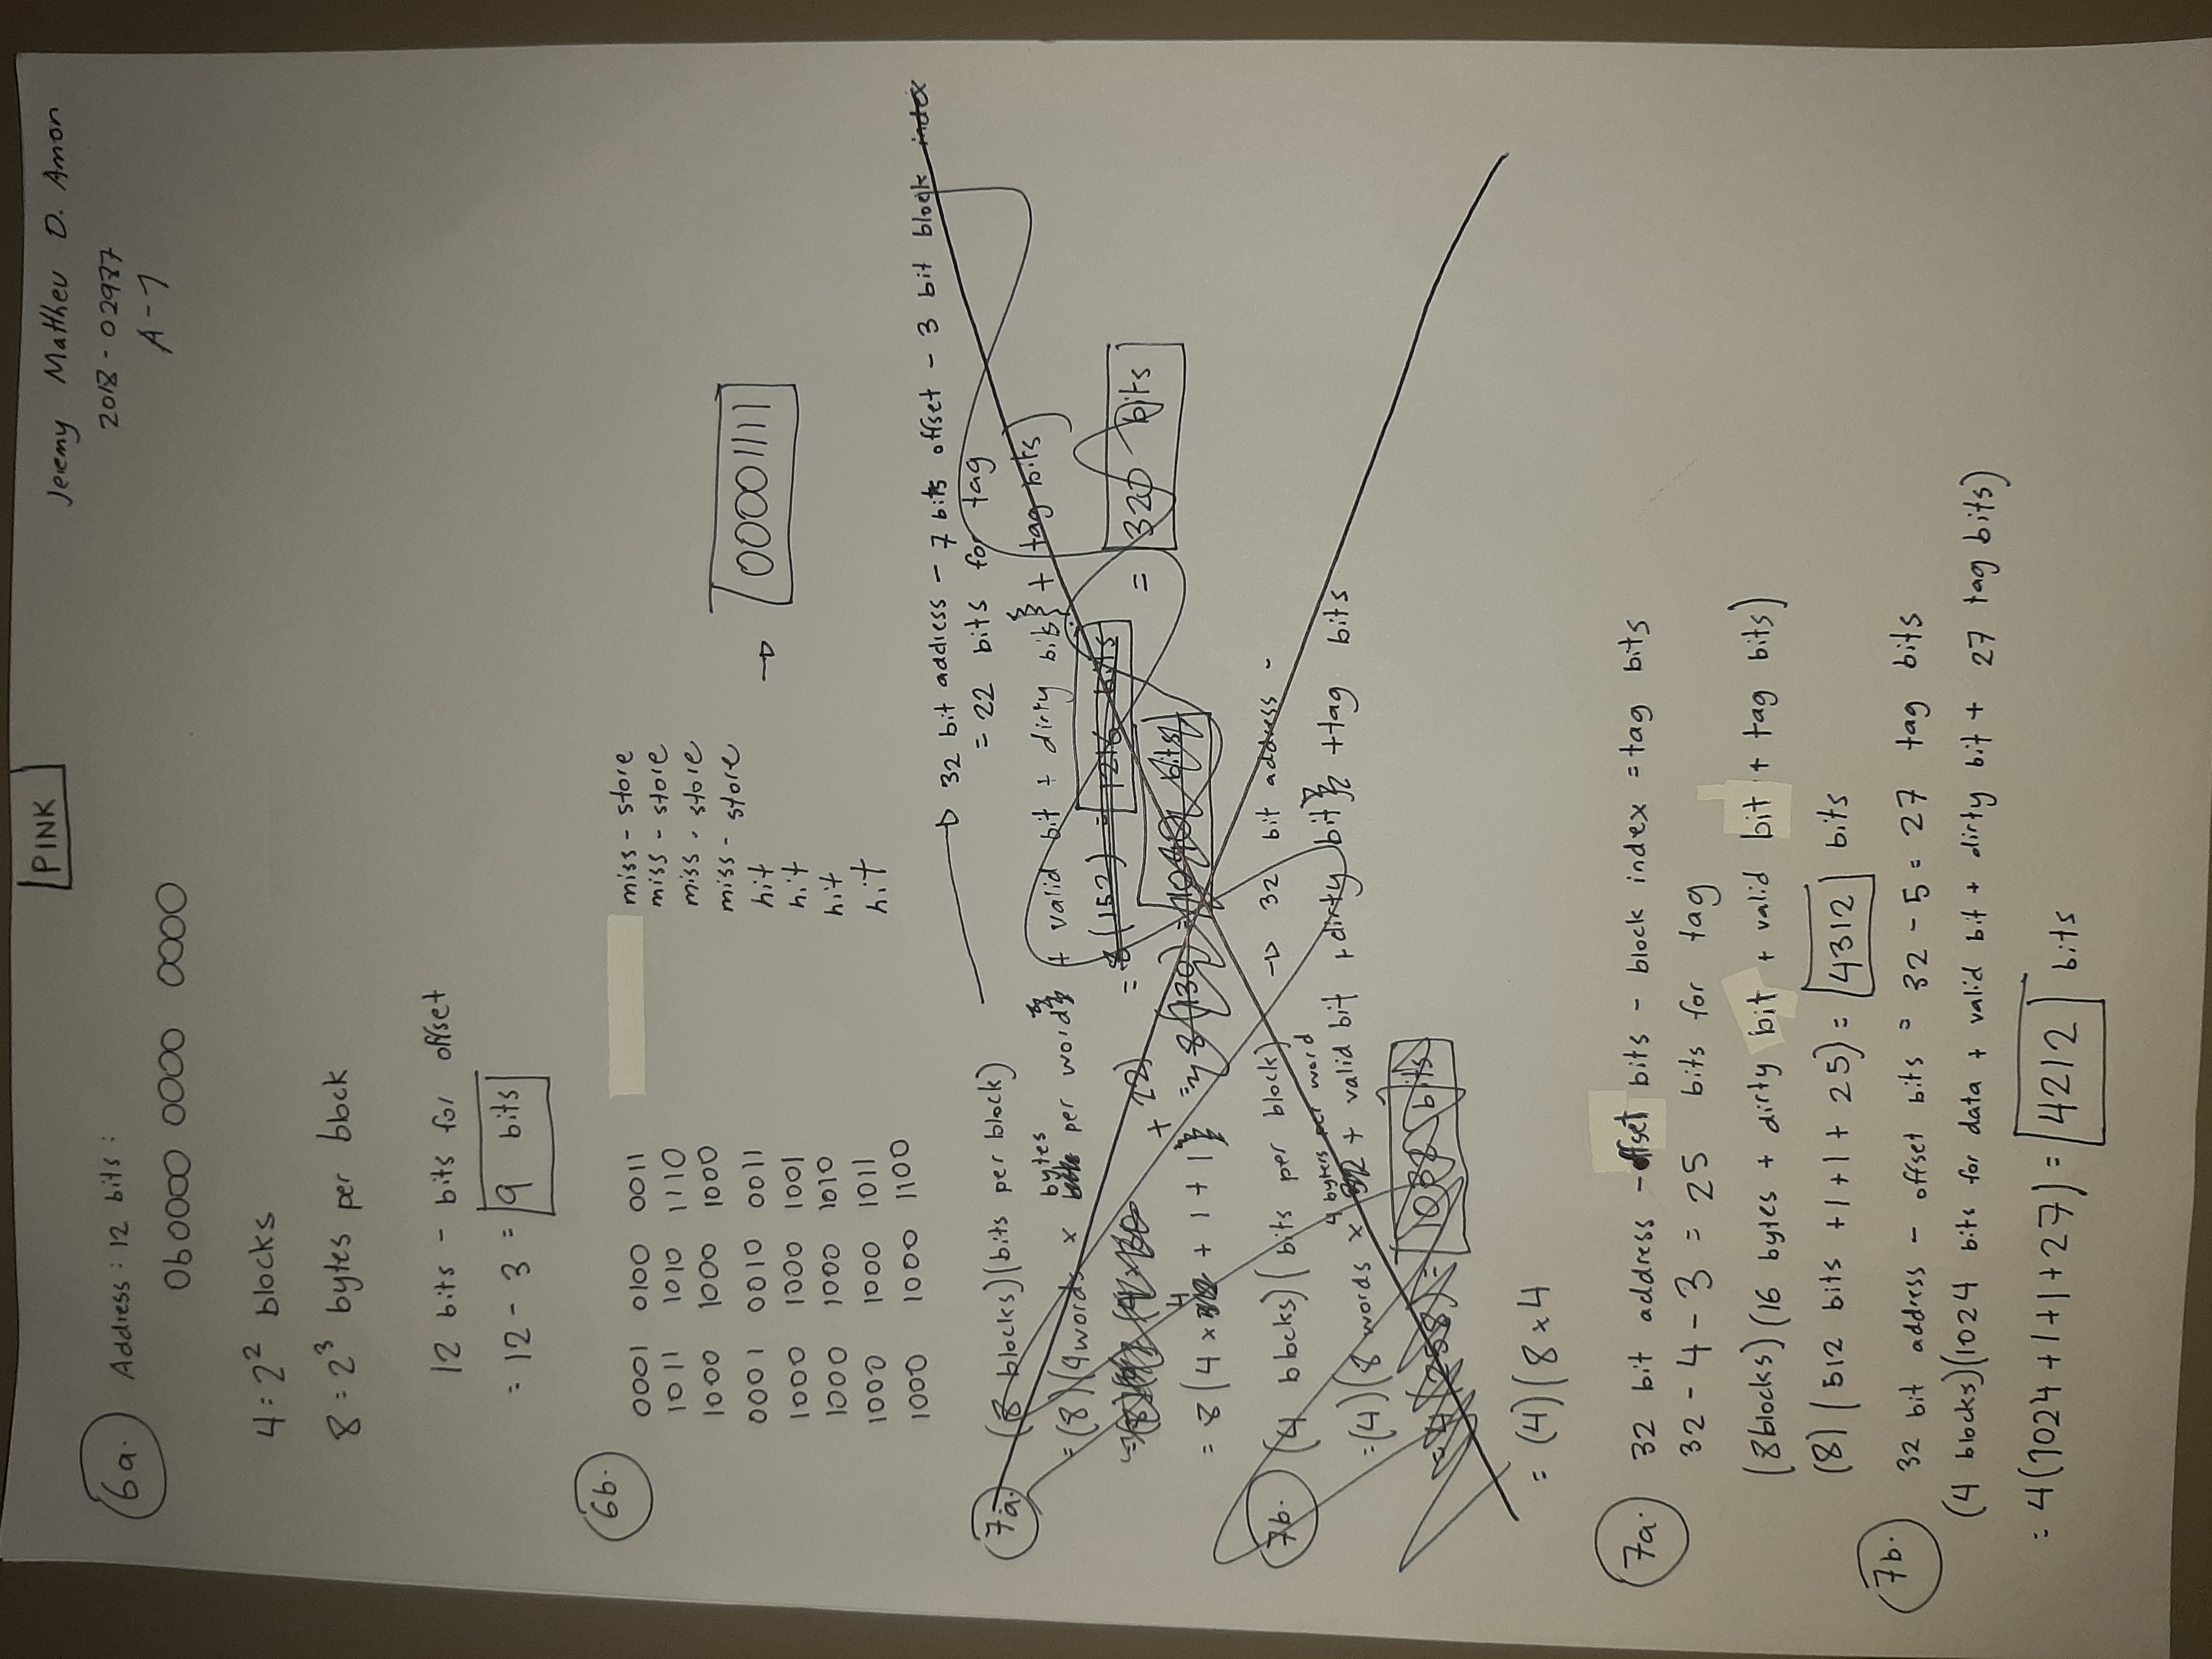 PINK
Jeremy Mattheu D. Amon
2018-02987
A-1
6a. Address: 12 bits:
0b0000 0000 0000
4 = 2² blocks
8 = 2³ bytes per block
12 bits - bits for offset
= 12 - 3 = 9 bits
6b.
0001 0100 0011 miss - store
1011 1010 1110 miss - store
1000 1000 1000 miss - store
0001 0010 0011 miss - store
1000 1000 1001 hit
1000 1000 1010 hit
1000 1000 1011 hit
1000 1000 1100 hit
→ 00001111
7a. (8 blocks)(bits per block) → 32 bit address - 7 bits offset - 3 bit block index
= 22 bits for tag
= (8)(4 words × bytes per word + valid bit + dirty bit + tag bits)
= 8(152) = 1216 bits
= 320 bits
= 8(4 × 4 + 1 + 1 + 22) = 8(130) = 1040 bits
7b. (4 blocks)(bits per block) → 32 bit address -
= (4)(8 words × 4 bytes per word + valid bit + dirty bit + tag bits
= 4(258) = 1032 bits
= (4)(8 × 4
7a. 32 bit address - offset bits - block index = tag bits
32 - 4 - 3 = 25 bits for tag
(8blocks)(16 bytes + dirty bit + valid bit + tag bits)
(8)(512 bits + 1 + 1 + 25) = 4312 bits
7b. 32 bit address - offset bits = 32 - 5 = 27 tag bits
(4 blocks)(1024 bits for data + valid bit + dirty bit + 27 tag bits)
= 4(1024 + 1 + 1 + 27) = 4212 bits